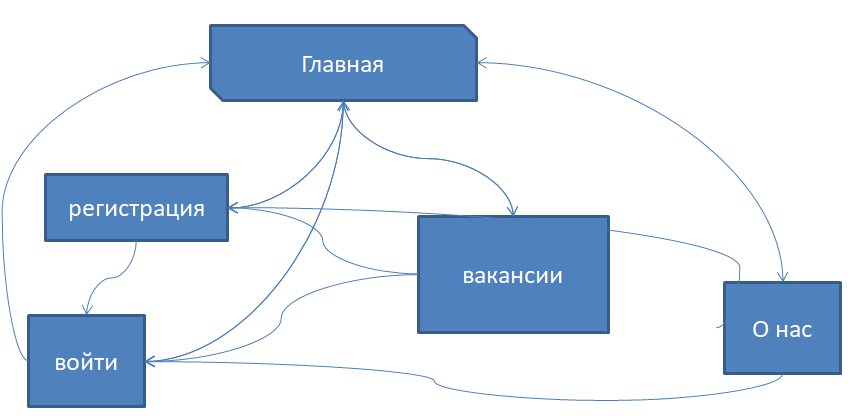 Главная
регистрация
вакансии
О нас
войти